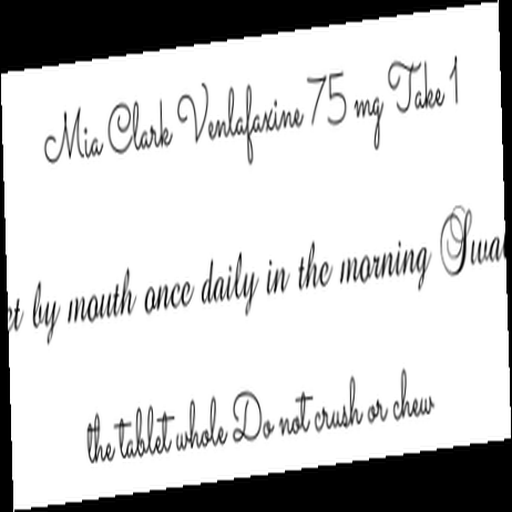 Mia Clark Venlafaxine 75 mg Take 1
by mouth once daily in the morning
the tablet whole Do not crush or chew